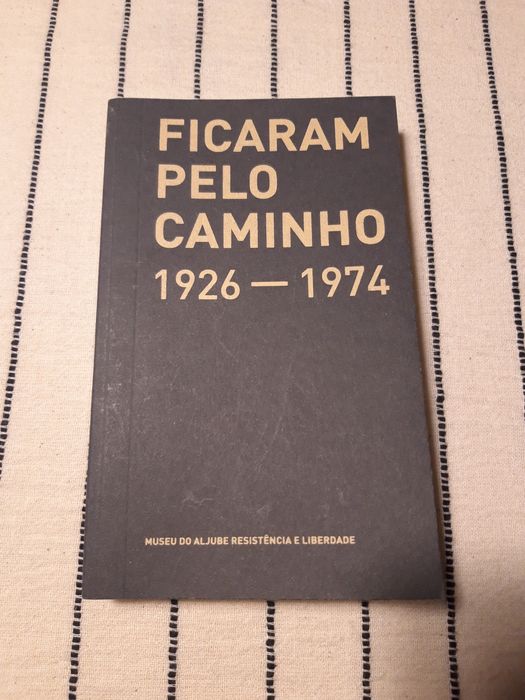 FICARAM
PELO
CAMINHO
1926 — 1974
MUSEU DO ALJUBE RESISTÊNCIA E LIBERDADE